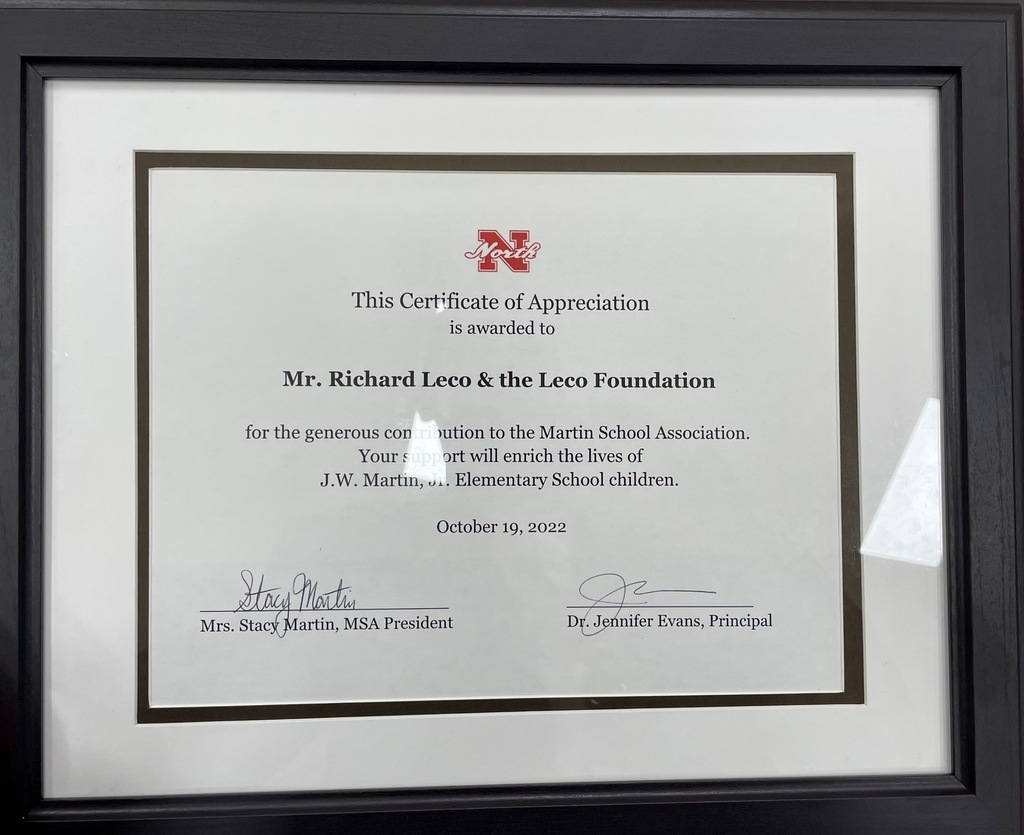 North
This Certificate of Appreciation
is awarded to
Mr. Richard Leco & the Leco Foundation
for the generous contribution to the Martin School Association.
Your support will enrich the lives of
J.W. Martin, Jr. Elementary School children.
October 19, 2022
Stacy Martin
Mrs. Stacy Martin, MSA President
Dr. Jennifer Evans, Principal